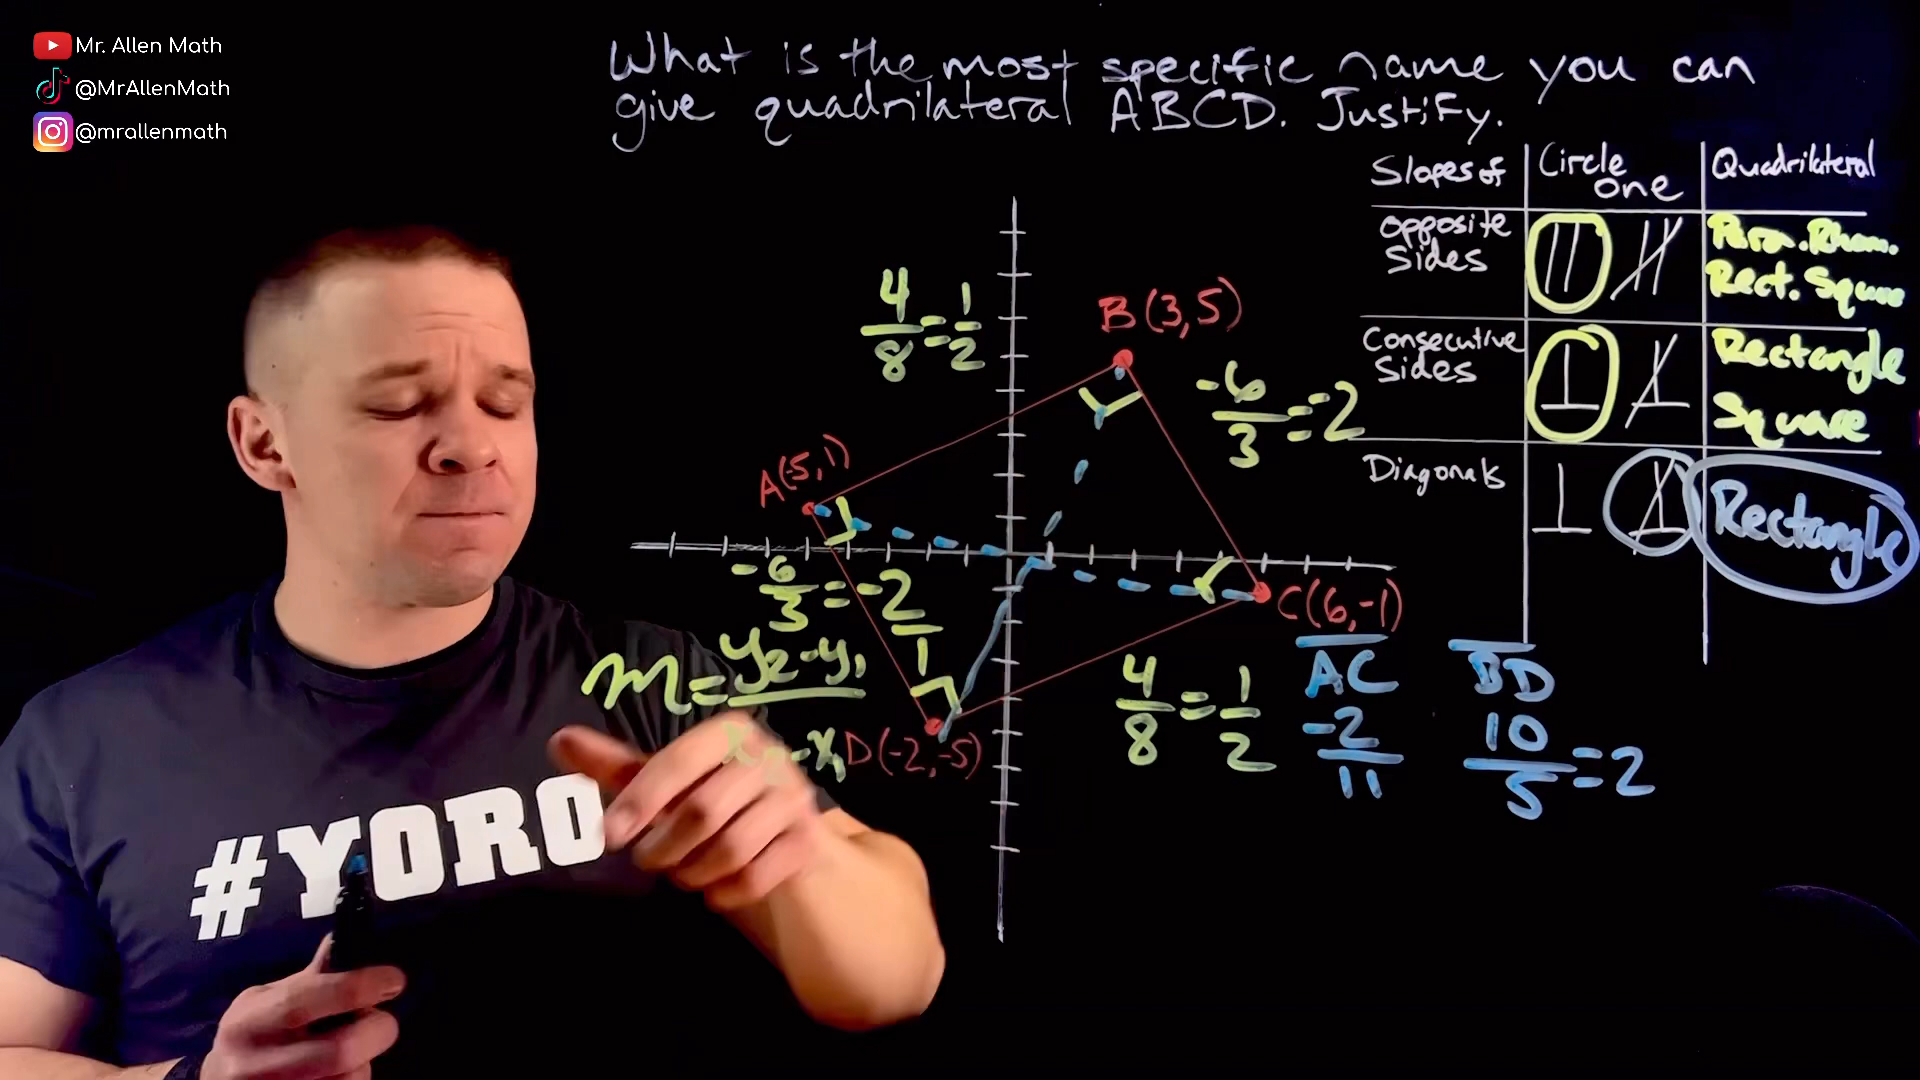 Mr. Allen Math
@MrAllenMath
@mrallenmath
What is the most specific name you can
give quadrilateral ABCD. Justify.
Slopes of
Circle one
Quadrilateral
Opposite Sides
Para. Rhom.
Rect. Square
Consecutive Sides
Rectangle
Square
Diagonals
Rectangle
4/8 = 1/2
B(3,5)
-6/3 = -2
A(-5,1)
-6/3 = -2/1
C(6,-1)
m = y2-y1/x2-x1
D(-2,-5)
4/8 = 1/2
AC
-2/11
BD
10/5 = 2
#YORO